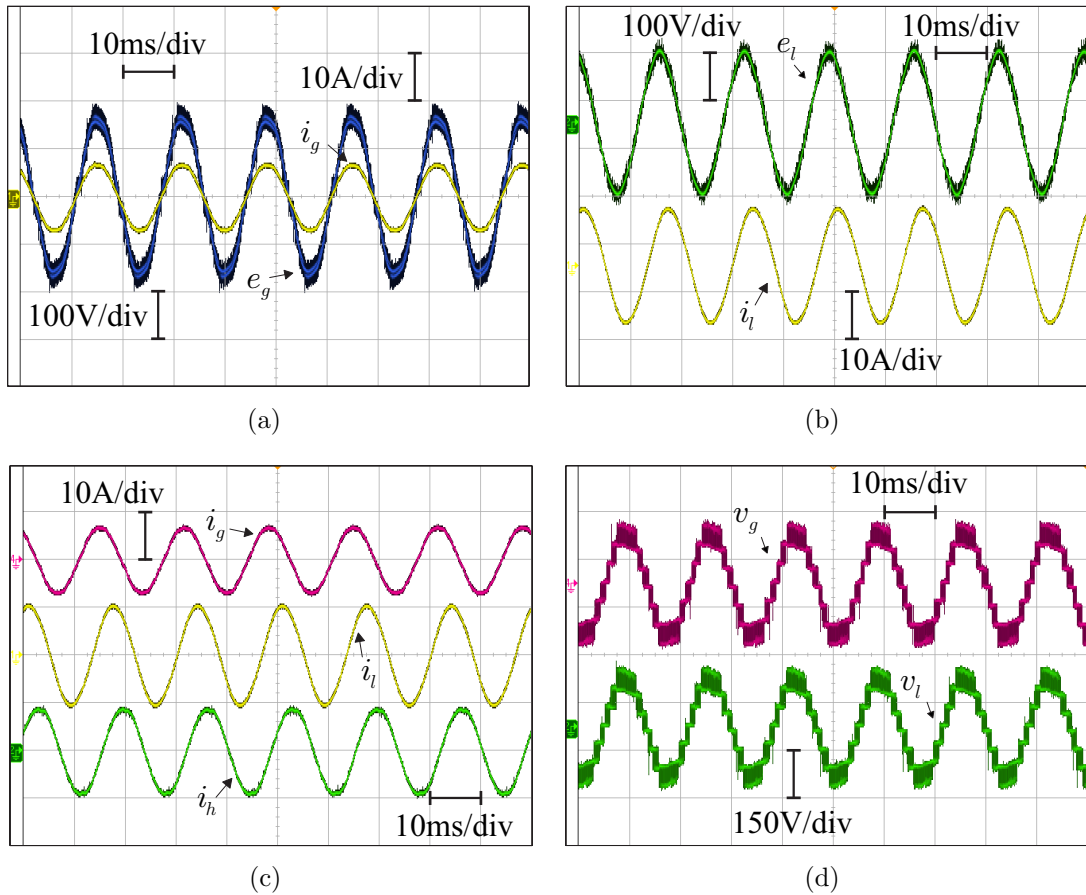 10ms/div
10A/div
i_g
e_g
100V/div
(a)
100V/div
10ms/div
e_l
i_l
10A/div
(b)
10A/div
i_g
i_l
i_h
10ms/div
(c)
10ms/div
v_g
v_l
150V/div
(d)